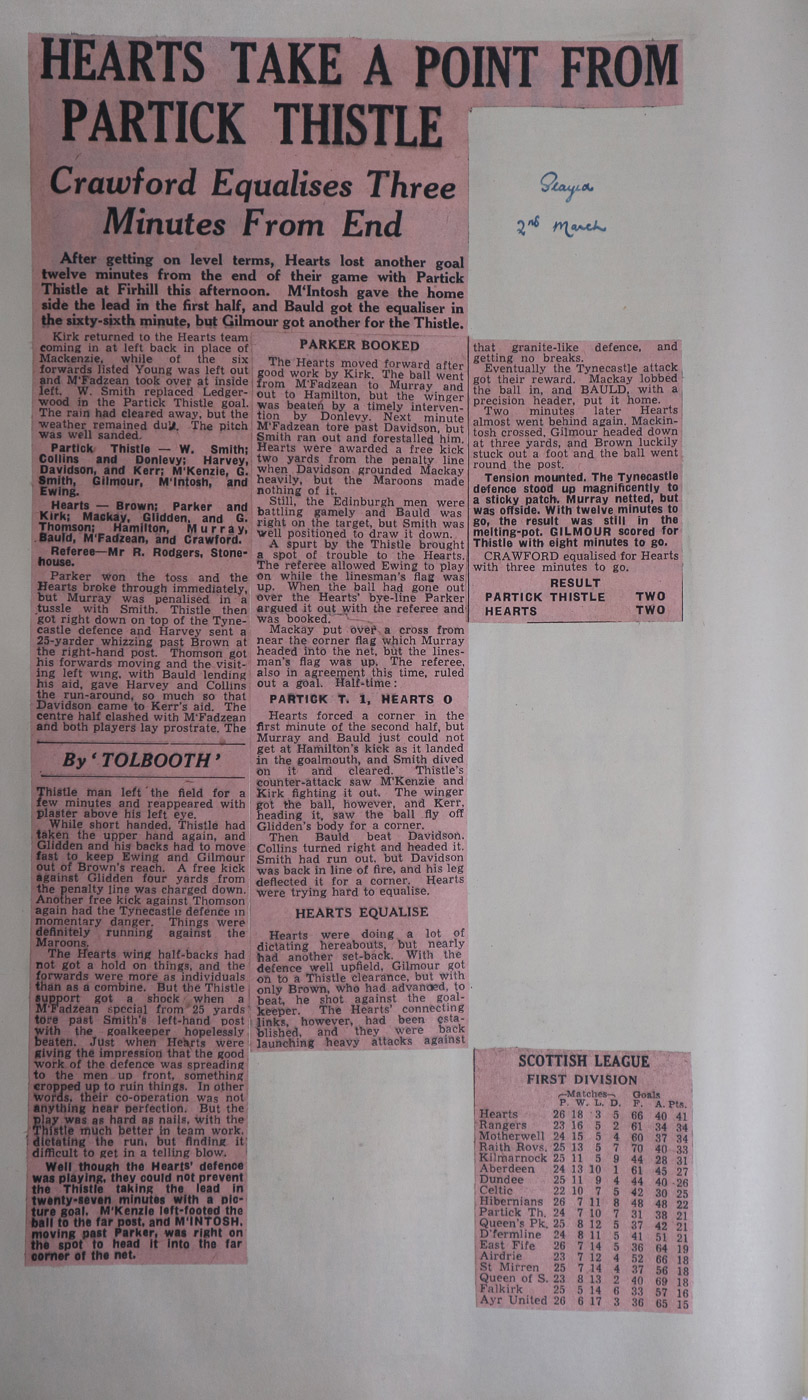 HEARTS TAKE A POINT FROM
PARTICK THISTLE
Crawford Equalises Three
Minutes From End
Played
2nd March
After getting on level terms, Hearts lost another goal
twelve minutes from the end of their game with Partick
Thistle at Firhill this afternoon. M'Intosh gave the home
side the lead in the first half, and Bauld got the equaliser in
the sixty-sixth minute, but Gilmour got another for the Thistle.
Kirk returned to the Hearts team
coming in at left back in place of
Mackenzie, while of the six
forwards listed Young was left out
and M'Fadzean took over at inside
left. W. Smith replaced Ledger-
wood in the Partick Thistle goal.
The rain had cleared away, but the
weather remained dull. The pitch
was well sanded.
Partick Thistle — W. Smith;
Collins and Donlevy; Harvey,
Davidson, and Kerr; M'Kenzie, G.
Smith, Gilmour, M'Intosh, and
Ewing.
Hearts — Brown; Parker and
Kirk; Mackay, Glidden, and G.
Thomson; Hamilton, Murray,
Bauld, M'Fadzean, and Crawford.
Referee—Mr R. Rodgers, Stone-
house.
Parker won the toss and the
Hearts broke through immediately,
but Murray was penalised in a
tussle with Smith. Thistle then
got right down on top of the Tyne-
castle defence and Harvey sent a
25-yarder whizzing past Brown at
the right-hand post. Thomson got
his forwards moving and the visit-
ing left wing, with Bauld lending
his aid, gave Harvey and Collins
the run-around, so much so that
Davidson came to Kerr's aid. The
centre half clashed with M'Fadzean
and both players lay prostrate. The
By 'TOLBOOTH'
Thistle man left the field for a
few minutes and reappeared with
plaster above his left eye.
While short handed, Thistle had
taken the upper hand again, and
Glidden and his backs had to move
fast to keep Ewing and Gilmour
out of Brown's reach. A free kick
against Glidden four yards from
the penalty line was charged down.
Another free kick against Thomson
again had the Tynecastle defence in
momentary danger. Things were
definitely running against the
Maroons.
The Hearts wing half-backs had
not got a hold on things, and the
forwards were more as individuals
than as a combine. But the Thistle
support got a shock when a
M'Fadzean special from 25 yards
tore past Smith's left-hand post
with the goalkeeper hopelessly
beaten. Just when Hearts were
giving the impression that the good
work of the defence was spreading
to the men up front, something
cropped up to ruin things. In other
words, their co-operation was not
anything near perfection. But the
play was as hard as nails, with the
Thistle much better in team work,
dictating the run, but finding it
difficult to get in a telling blow.
Well though the Hearts' defence
was playing, they could not prevent
the Thistle taking the lead in
twenty-seven minutes with a pic-
ture goal. M'Kenzie left-footed the
ball to the far post, and M'INTOSH,
moving past Parker, was right on
the spot to head it into the far
corner of the net.
PARKER BOOKED
The Hearts moved forward after
good work by Kirk. The ball went
from M'Fadzean to Murray and
out to Hamilton, but the winger
was beaten by a timely interven-
tion by Donlevy. Next minute
M'Fadzean tore past Davidson, but
Smith ran out and forestalled him.
Hearts were awarded a free kick
two yards from the penalty line
when Davidson grounded Mackay
heavily, but the Maroons made
nothing of it.
Still, the Edinburgh men were
battling gamely and Bauld was
right on the target, but Smith was
well positioned to draw it down.
A spurt by the Thistle brought
a spot of trouble to the Hearts.
The referee allowed Ewing to play
on while the linesman's flag was
up. When the ball had gone out
over the Hearts' bye-line Parker
argued it out with the referee and
was booked.
Mackay put over a cross from
near the corner flag which Murray
headed into the net, but the lines-
man's flag was up. The referee,
also in agreement this time, ruled
out a goal. Half-time:
PARTICK T. 1, HEARTS 0
Hearts forced a corner in the
first minute of the second half, but
Murray and Bauld just could not
get at Hamilton's kick as it landed
in the goalmouth, and Smith dived
on it and cleared. Thistle's
counter-attack saw M'Kenzie and
Kirk fighting it out. The winger
got the ball, however, and Kerr,
heading it, saw the ball fly off
Glidden's body for a corner.
Then Bauld beat Davidson.
Collins turned right and headed it.
Smith had run out, but Davidson
was back in line of fire, and his leg
deflected it for a corner. Hearts
were trying hard to equalise.
HEARTS EQUALISE
Hearts were doing a lot of
dictating hereabouts, but nearly
had another set-back. With the
defence well upfield, Gilmour got
on to a Thistle clearance, but with
only Brown, who had advanced, to
beat, he shot against the goal-
keeper. The Hearts' connecting
links, however, had been esta-
blished, and they were back
launching heavy attacks against
that granite-like defence, and
getting no breaks.
Eventually the Tynecastle attack
got their reward. Mackay lobbed
the ball in, and BAULD, with a
precision header, put it home.
Two minutes later Hearts
almost went behind again. Mackin-
tosh crossed, Gilmour headed down
at three yards, and Brown luckily
stuck out a foot and the ball went
round the post.
Tension mounted. The Tynecastle
defence stood up magnificently to
a sticky patch. Murray netted, but
was offside. With twelve minutes to
go, the result was still in the
melting-pot. GILMOUR scored for
Thistle with eight minutes to go.
CRAWFORD equalised for Hearts
with three minutes to go.
RESULT
PARTICK THISTLE TWO
HEARTS TWO
SCOTTISH LEAGUE
FIRST DIVISION
Matches Goals
P. W. L. D. F. A. Pts.
Hearts 26 18 3 5 66 40 41
Rangers 23 16 5 2 61 34 34
Motherwell 24 15 5 4 60 37 34
Raith Rovs. 25 13 5 7 70 40 33
Kilmarnock 25 11 5 9 44 28 31
Aberdeen 24 13 10 1 61 45 27
Dundee 25 11 9 4 44 40 26
Celtic 22 10 7 5 42 30 25
Hibernians 26 7 11 8 48 48 22
Partick Th. 24 7 10 7 31 38 21
Queen's Pk. 25 8 12 5 37 42 21
D'fermline 24 8 11 5 41 51 21
East Fife 26 7 14 5 36 64 19
Airdrie 23 7 12 4 52 66 18
St Mirren 25 7 14 4 37 56 18
Queen of S. 23 8 13 2 40 69 18
Falkirk 25 5 14 6 33 57 16
Ayr United 26 6 17 3 36 65 15